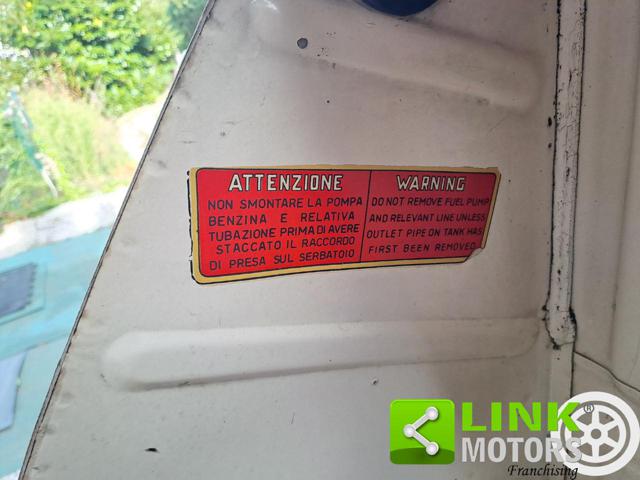 ATTENZIONE
NON SMONTARE LA POMPA
BENZINA E RELATIVA
TUBAZIONE PRIMA DI AVERE
STACCATO IL RACCORDO
DI PRESA SUL SERBATOIO
WARNING
DO NOT REMOVE FUEL PUMP
AND RELEVANT LINE UNLESS
OUTLET PIPE ON TANK HAS
FIRST BEEN REMOVED
LINK
MOTORS®
Franchising